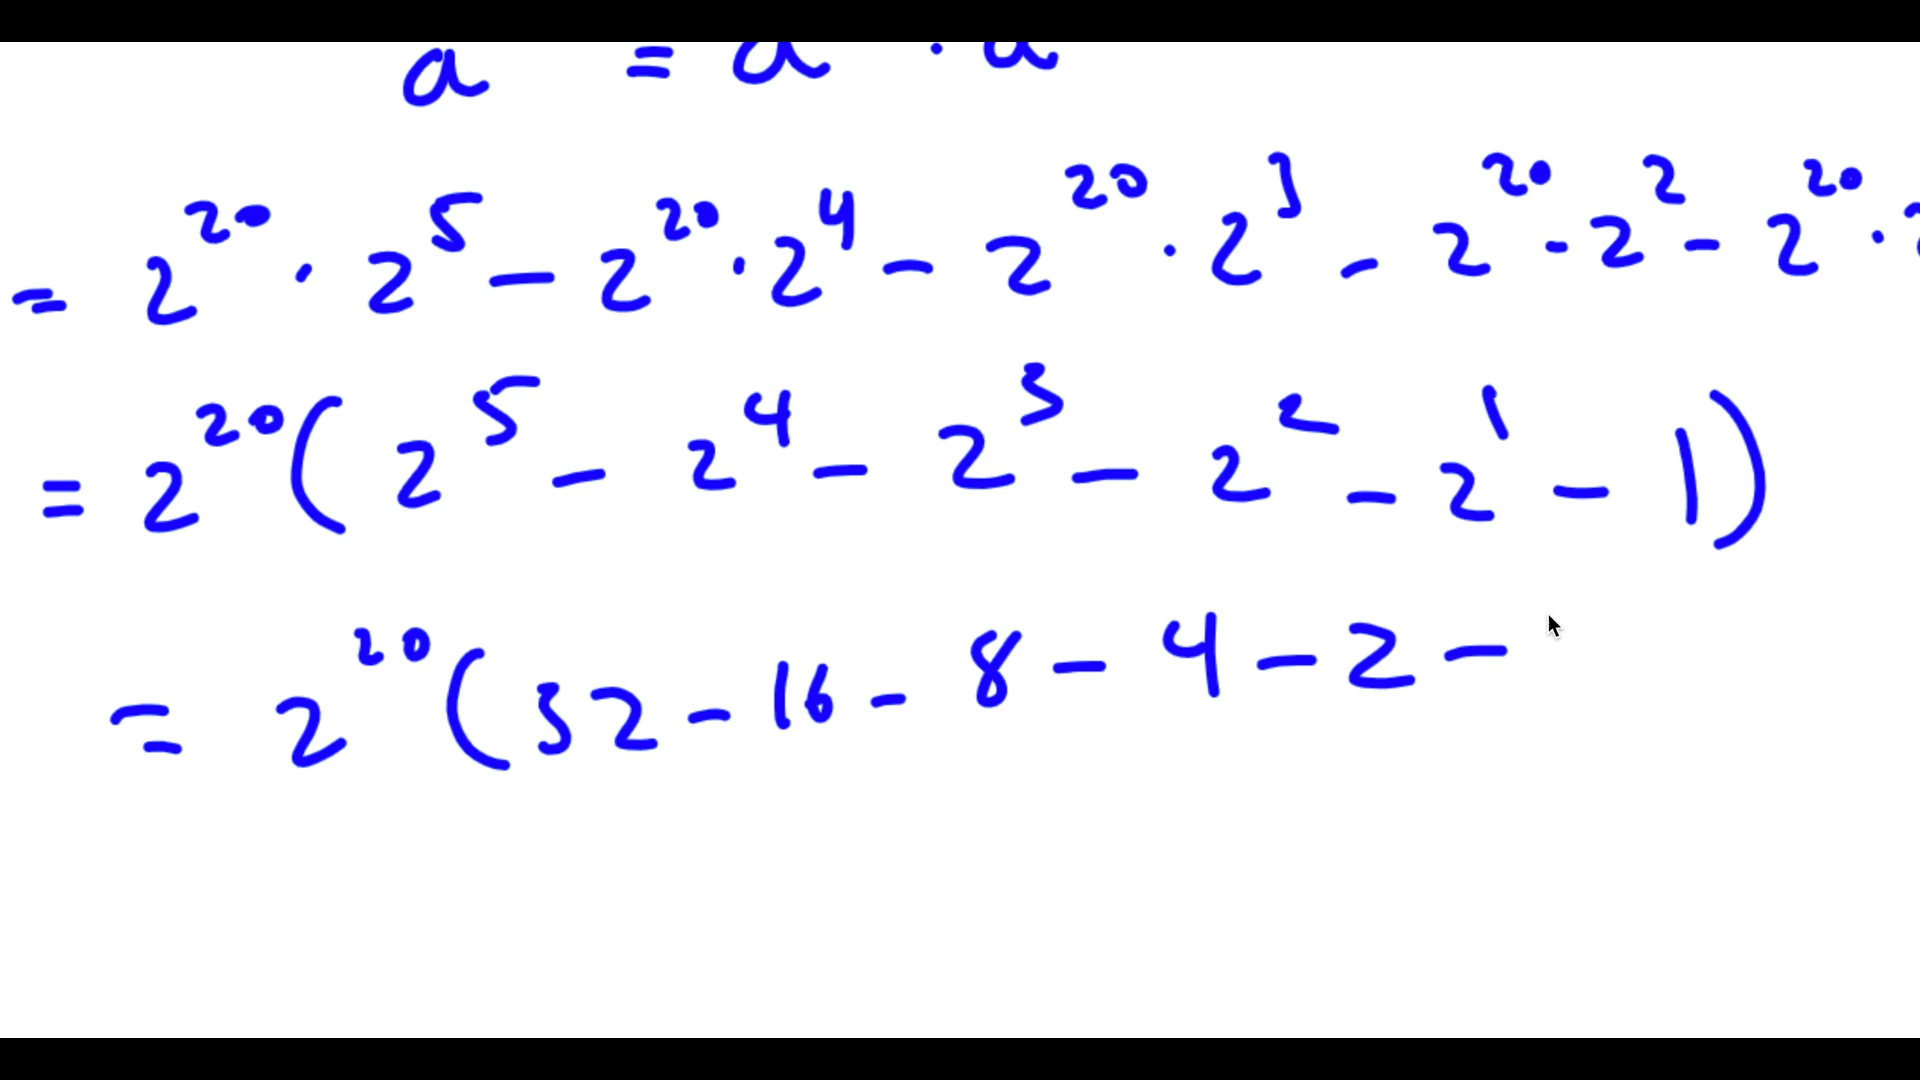 a = a · a
= 2^20 · 2^5 - 2^20 · 2^4 - 2^20 · 2^3 - 2^20 · 2^2 - 2^20 ·
= 2^20 ( 2^5 - 2^4 - 2^3 - 2^2 - 2^1 - 1 )
= 2^20 ( 32 - 16 - 8 - 4 - 2 -